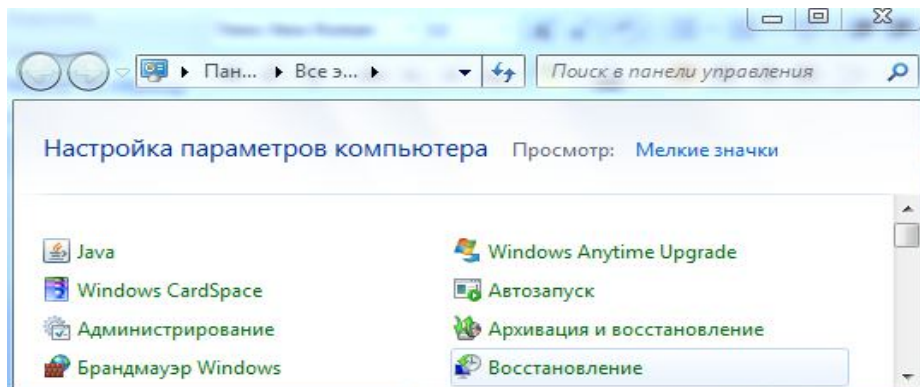 Пан... Все э... Поиск в панели управления
Настройка параметров компьютера Просмотр: Мелкие значки
Java Windows Anytime Upgrade
Windows CardSpace Автозапуск
Администрирование Архивация и восстановление
Брандмауэр Windows Восстановление